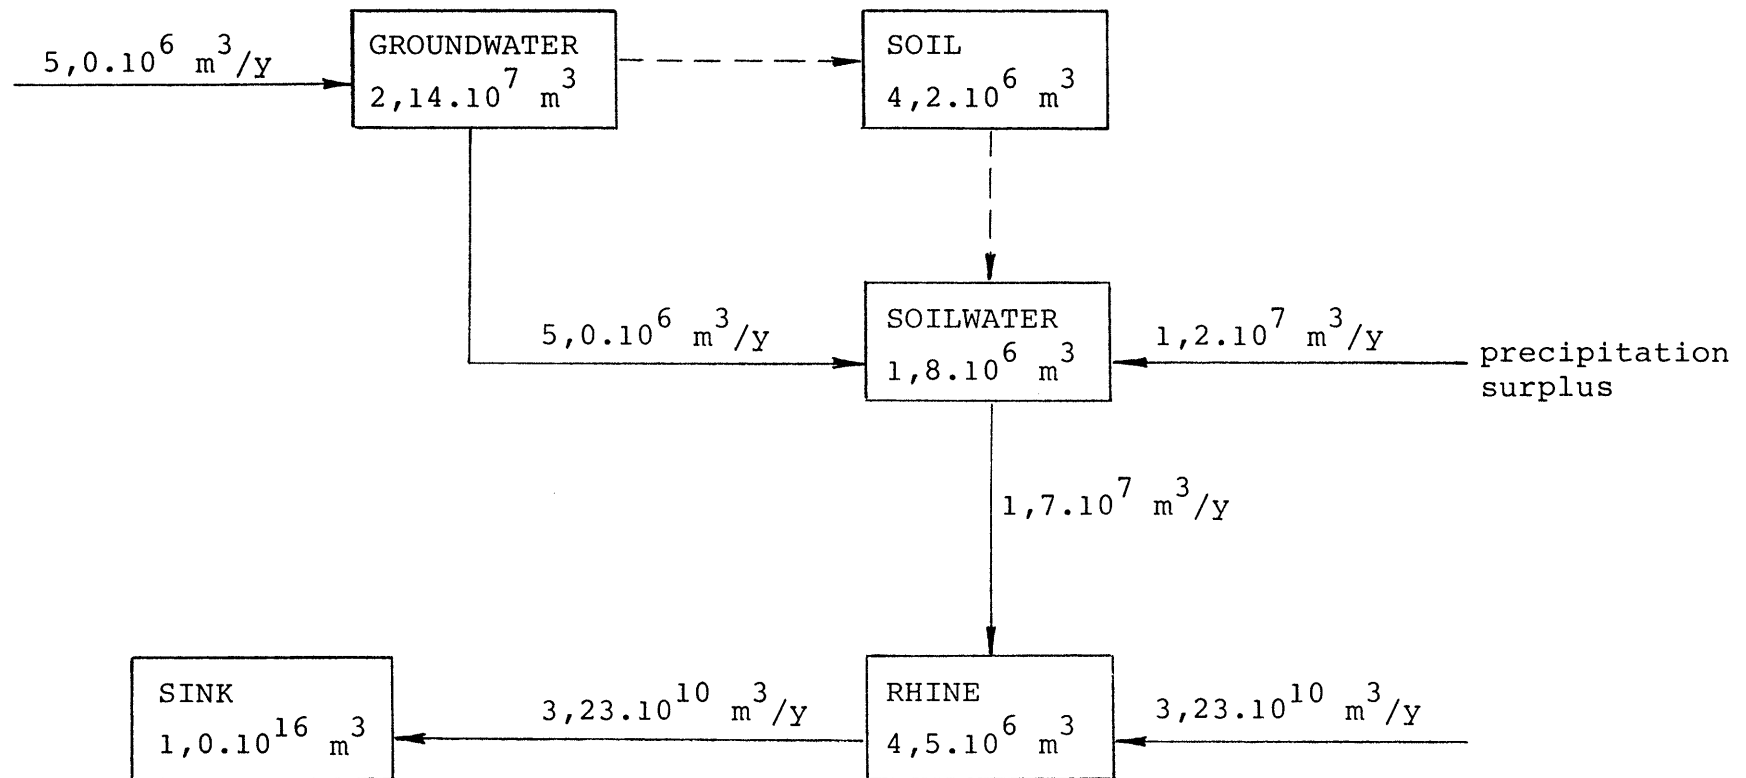 5,0.10⁶ m³/y
GROUNDWATER
2,14.10⁷ m³
SOIL
4,2.10⁶ m³
5,0.10⁶ m³/y
SOILWATER
1,8.10⁶ m³
1,2.10⁷ m³/y
precipitation
surplus
1,7.10⁷ m³/y
SINK
1,0.10¹⁶ m³
3,23.10¹⁰ m³/y
RHINE
4,5.10⁶ m³
3,23.10¹⁰ m³/y